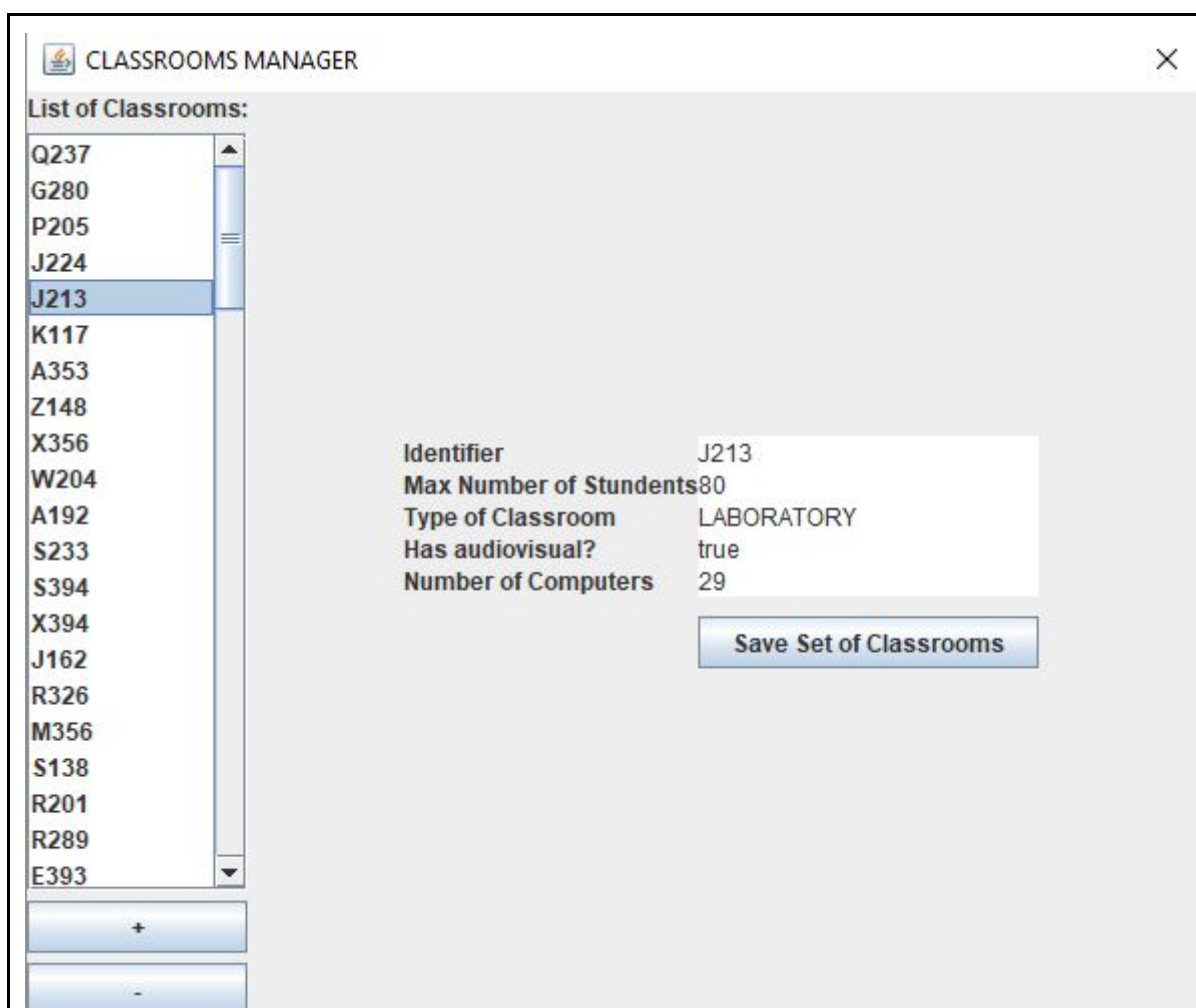 CLASSROOMS MANAGER
List of Classrooms:
Q237
G280
P205
J224
J213
K117
A353
Z148
X356
W204
A192
S233
S394
X394
J162
R326
M356
S138
R201
R289
E393
+
-
Identifier J213
Max Number of Stundents 80
Type of Classroom LABORATORY
Has audiovisual? true
Number of Computers 29
Save Set of Classrooms